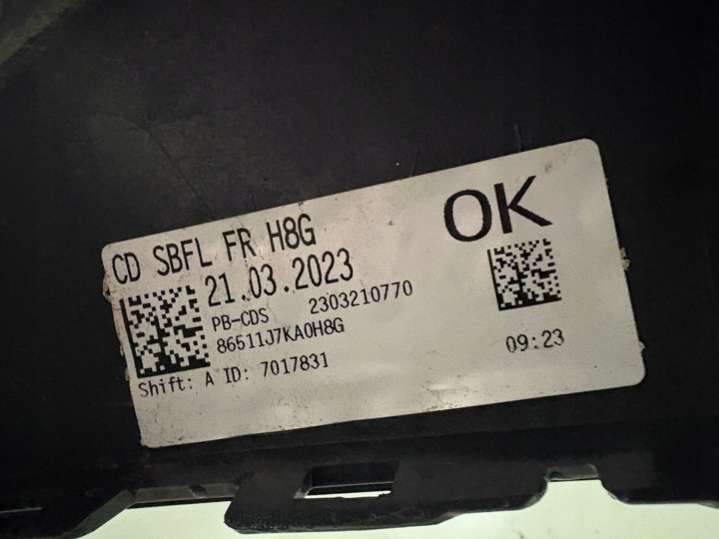 CD SBFL FR H8G
OK
21.03.2023
PB-CDS 2303210770
86511J7KA0H8G
Shift: A ID: 7017831
09:23